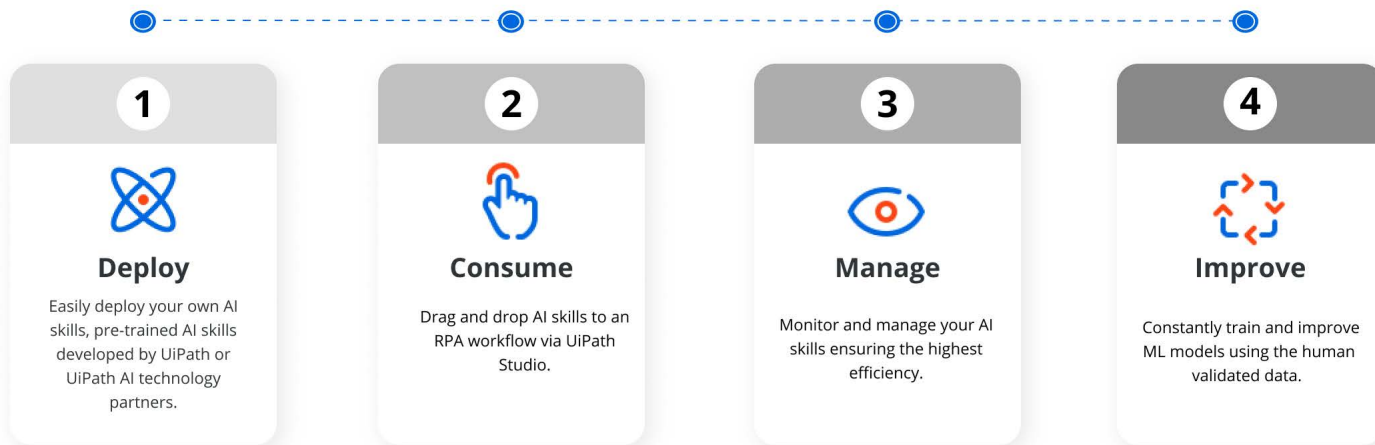 1
Deploy
Easily deploy your own AI
skills, pre-trained AI skills
developed by UiPath or
UiPath AI technology
partners.
2
Consume
Drag and drop AI skills to an
RPA workflow via UiPath
Studio.
3
Manage
Monitor and manage your AI
skills ensuring the highest
efficiency.
4
Improve
Constantly train and improve
ML models using the human
validated data.